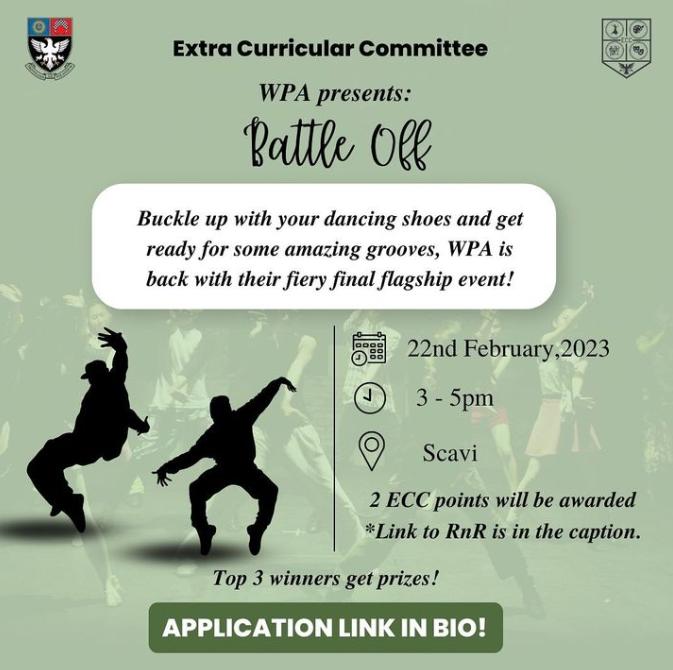 Extra Curricular Committee
ECC
WPA presents:
Battle Off
Buckle up with your dancing shoes and get
ready for some amazing grooves, WPA is
back with their fiery final flagship event!
22nd February,2023
3 - 5pm
Scavi
2 ECC points will be awarded
*Link to RnR is in the caption.
Top 3 winners get prizes!
APPLICATION LINK IN BIO!